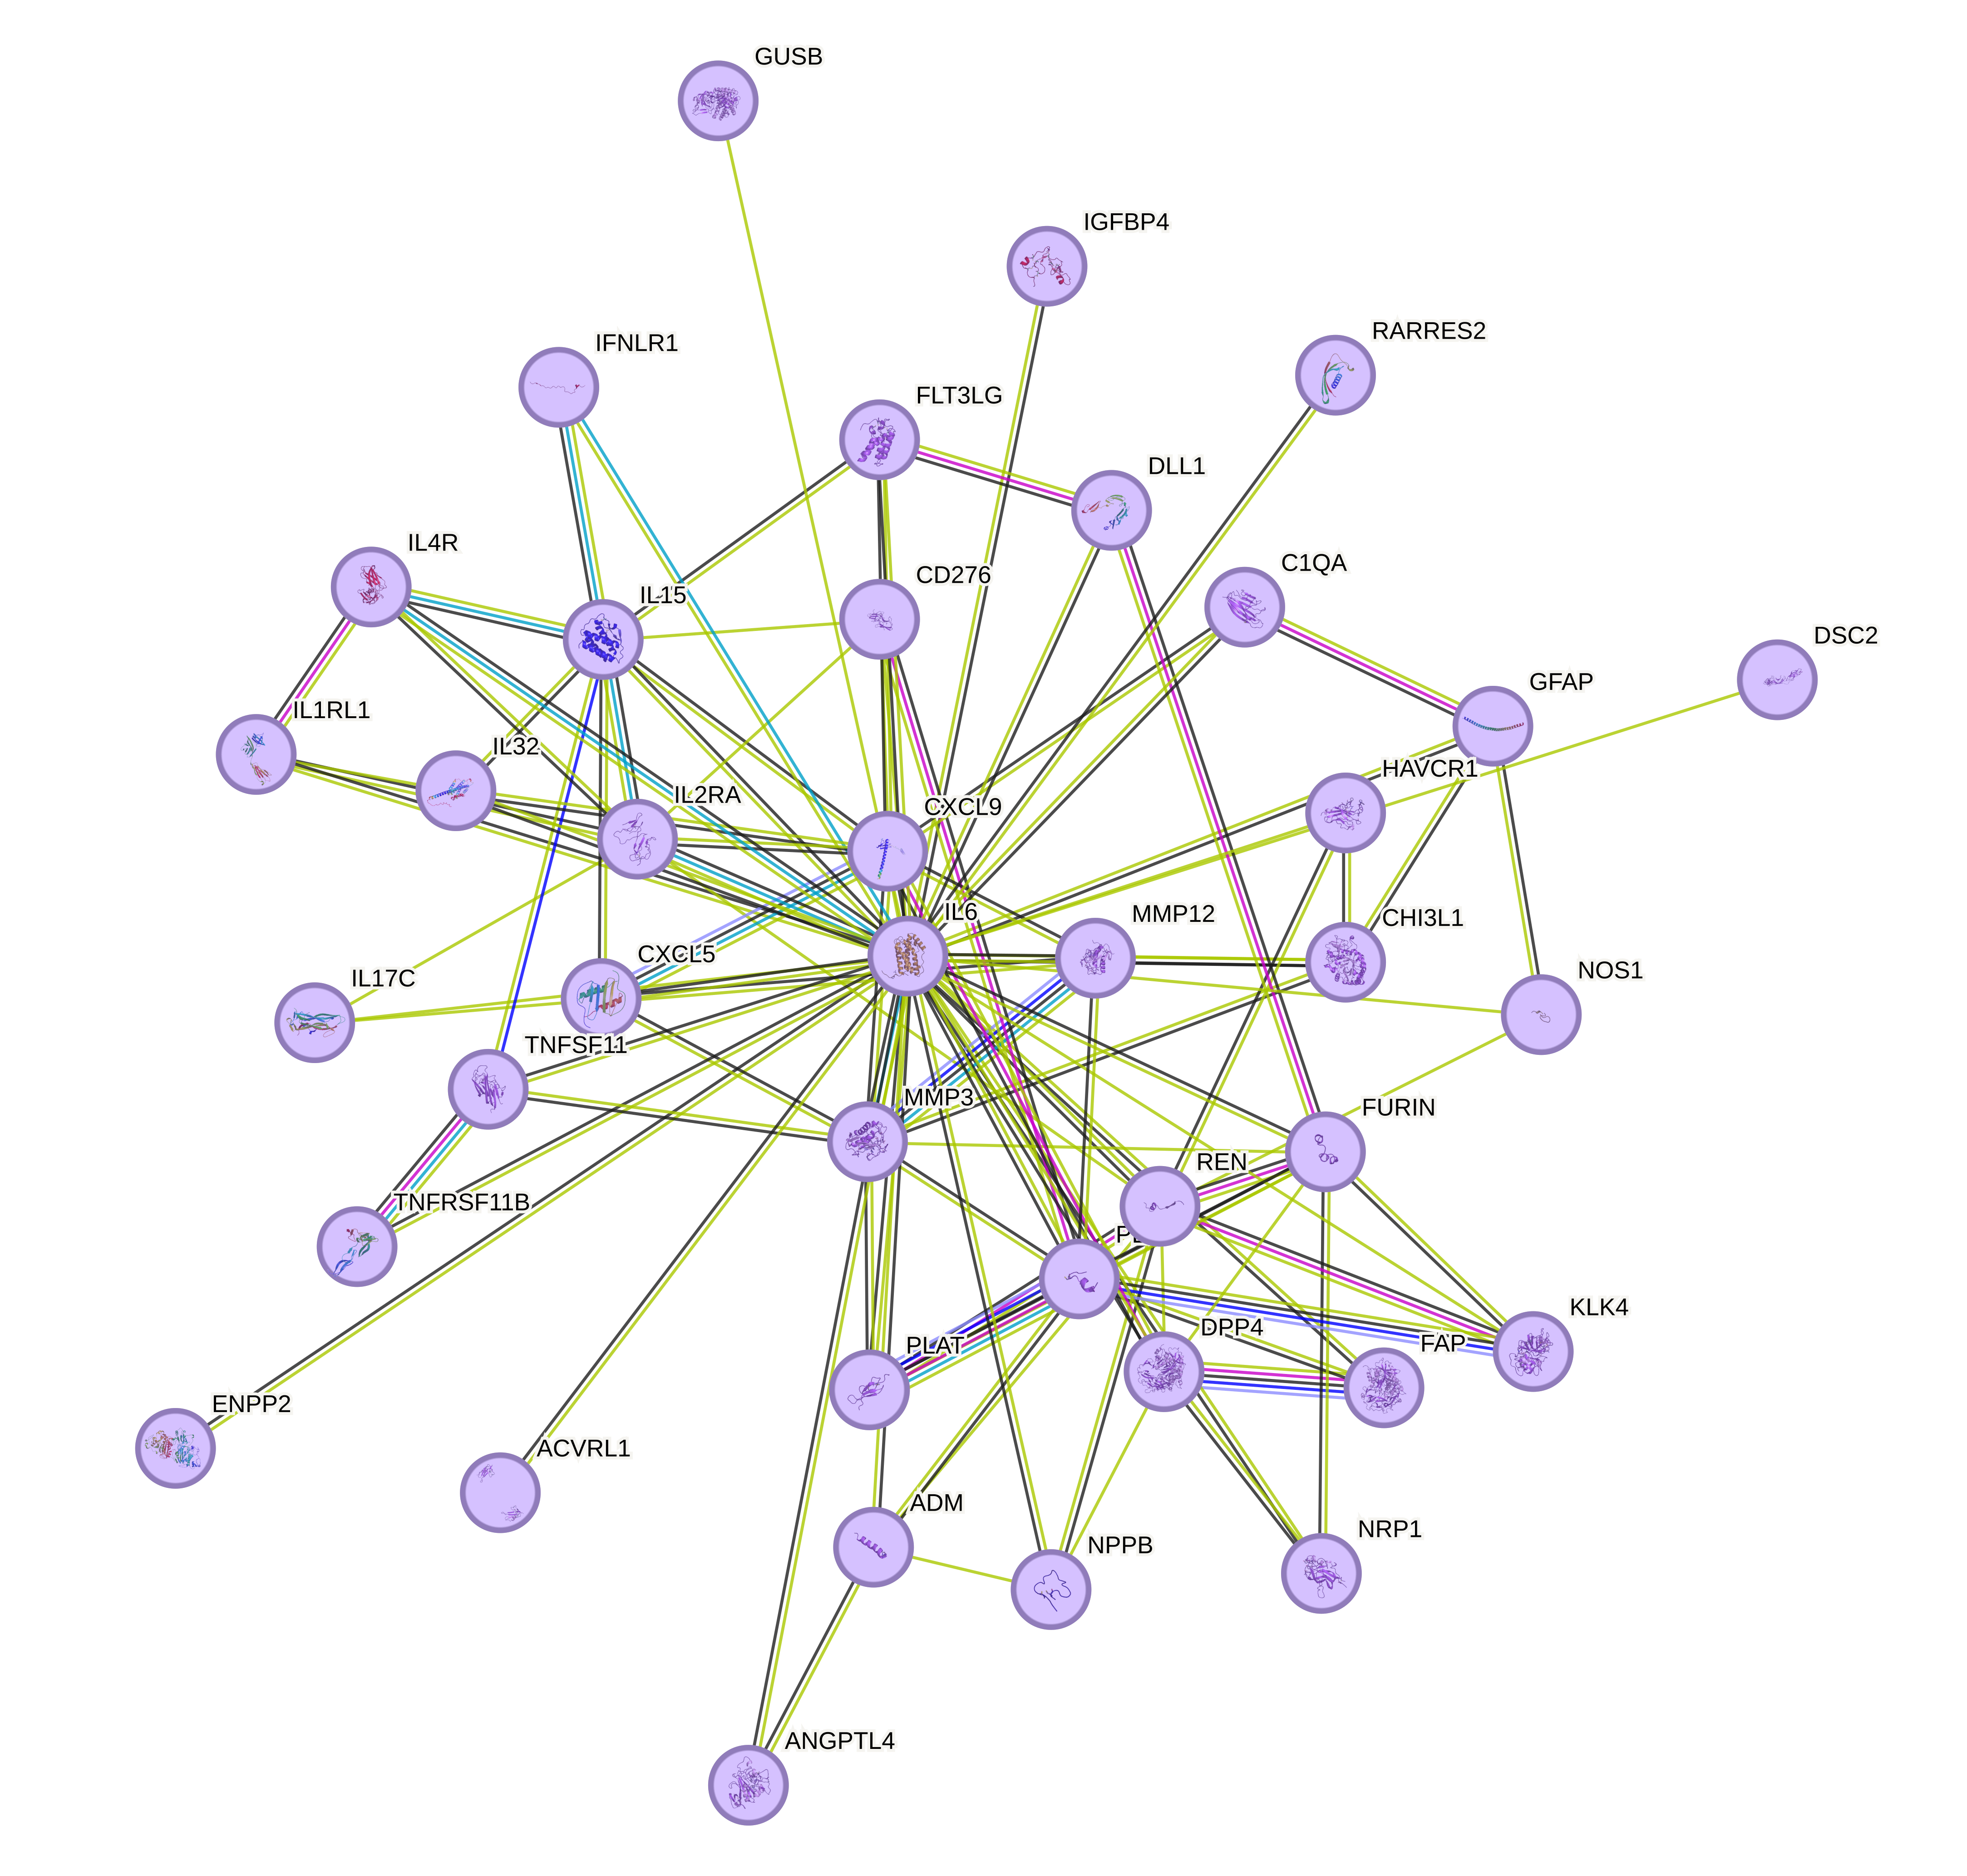 GUSB
IGFBP4
RARRES2
IFNLR1
FLT3LG
DLL1
IL4R
C1QA
CD276
IL15
DSC2
GFAP
IL1RL1
IL32
HAVCR1
IL2RA
CXCL9
IL6
MMP12
CHI3L1
CXCL5
NOS1
IL17C
TNFSF11
MMP3
FURIN
REN
TNFRSF11B
KLK4
DPP4
FAP
PLAT
ENPP2
ACVRL1
ADM
NRP1
NPPB
ANGPTL4